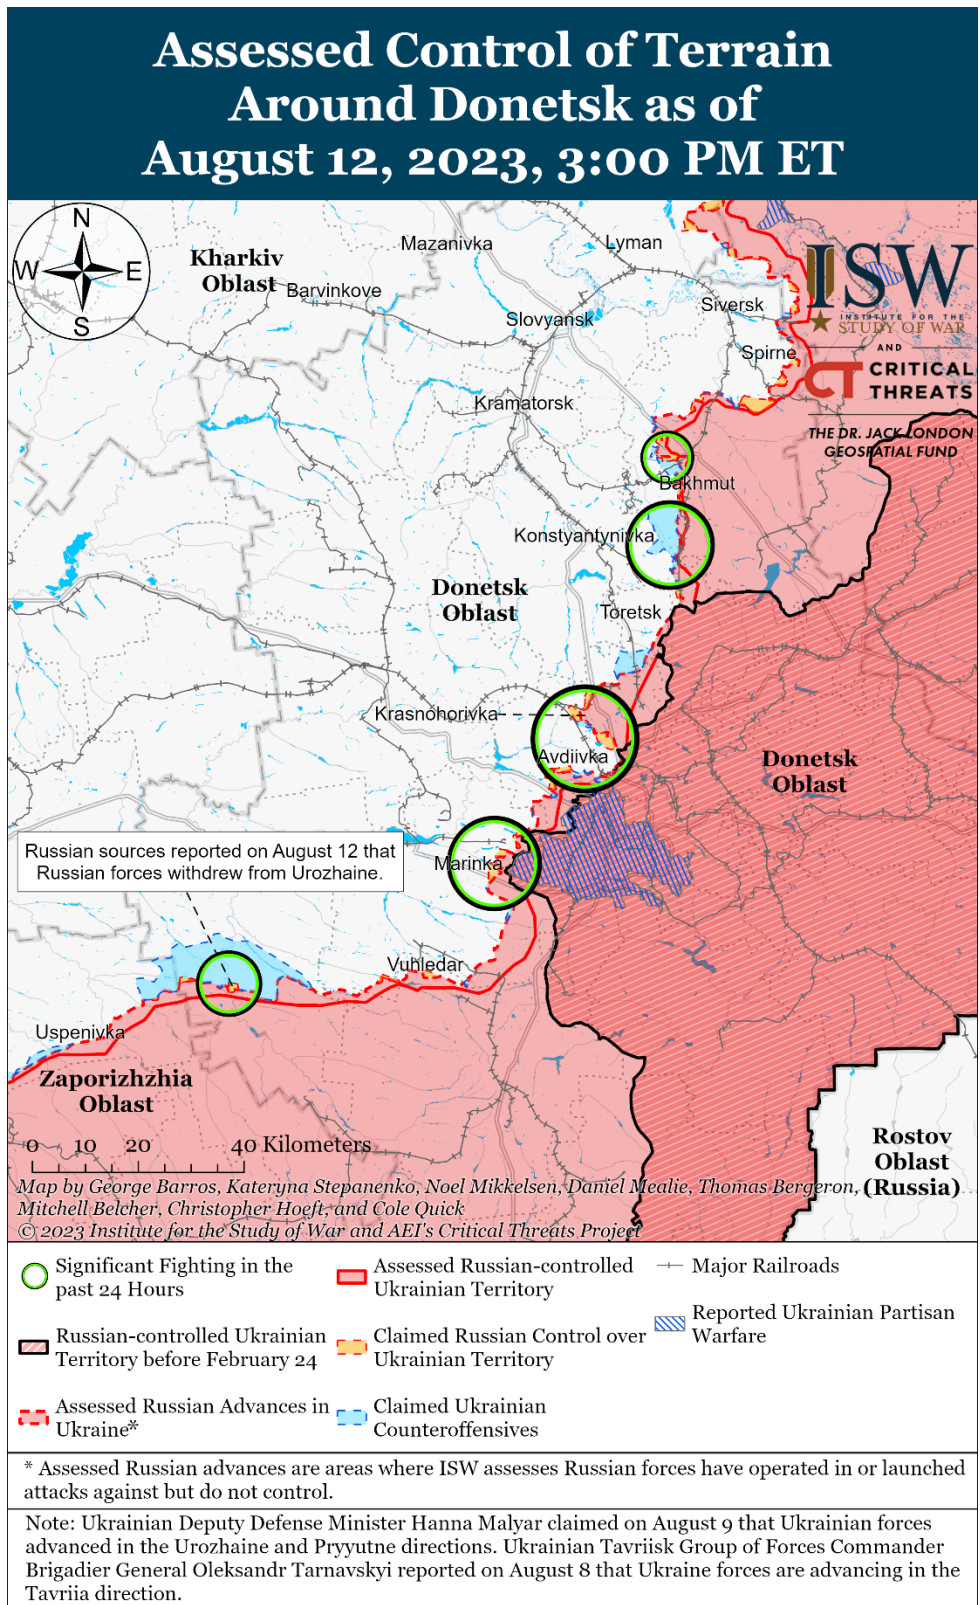 Assessed Control of Terrain
Around Donetsk as of
August 12, 2023, 3:00 PM ET
N
W
E
S
Kharkiv
Oblast
Mazanivka
Lyman
Barvinkove
Slovyansk
Siversk
Spirne
ISW
INSTITUTE FOR THE
STUDY OF WAR
AND
CT CRITICAL
THREATS
THE DR. JACK LONDON
GEOSPATIAL FUND
Kramatorsk
Bakhmut
Konstyantynivka
Donetsk
Oblast
Toretsk
Krasnohorivka
Avdiivka
Donetsk
Oblast
Russian sources reported on August 12 that
Russian forces withdrew from Urozhaine.
Marinka
Vuhledar
Uspenivka
Zaporizhzhia
Oblast
0 10 20 40 Kilometers
Rostov
Oblast
(Russia)
Map by George Barros, Kateryna Stepanenko, Noel Mikkelsen, Daniel Mealie, Thomas Bergeron,
Mitchell Belcher, Christopher Hoeft, and Cole Quick
© 2023 Institute for the Study of War and AEI's Critical Threats Project
Significant Fighting in the
past 24 Hours
Russian-controlled Ukrainian
Territory before February 24
Assessed Russian Advances in
Ukraine*
Assessed Russian-controlled
Ukrainian Territory
Claimed Russian Control over
Ukrainian Territory
Claimed Ukrainian
Counteroffensives
Major Railroads
Reported Ukrainian Partisan
Warfare
* Assessed Russian advances are areas where ISW assesses Russian forces have operated in or launched
attacks against but do not control.
Note: Ukrainian Deputy Defense Minister Hanna Malyar claimed on August 9 that Ukrainian forces
advanced in the Urozhaine and Pryyutne directions. Ukrainian Tavriisk Group of Forces Commander
Brigadier General Oleksandr Tarnavskyi reported on August 8 that Ukraine forces are advancing in the
Tavriia direction.